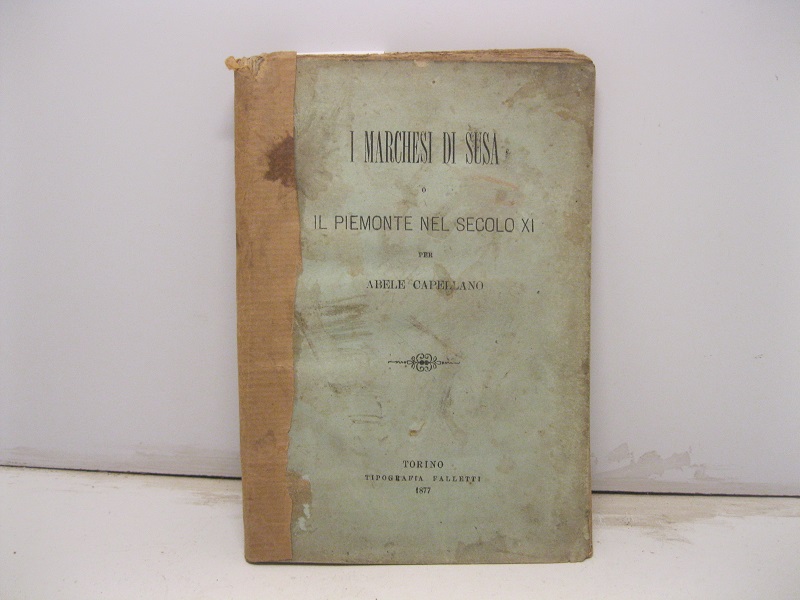 I MARCHESI DI SUSA
O
IL PIEMONTE NEL SECOLO XI
PER
ABELE CAPELLANO
TORINO
TIPOGRAFIA FALLETTI
1877